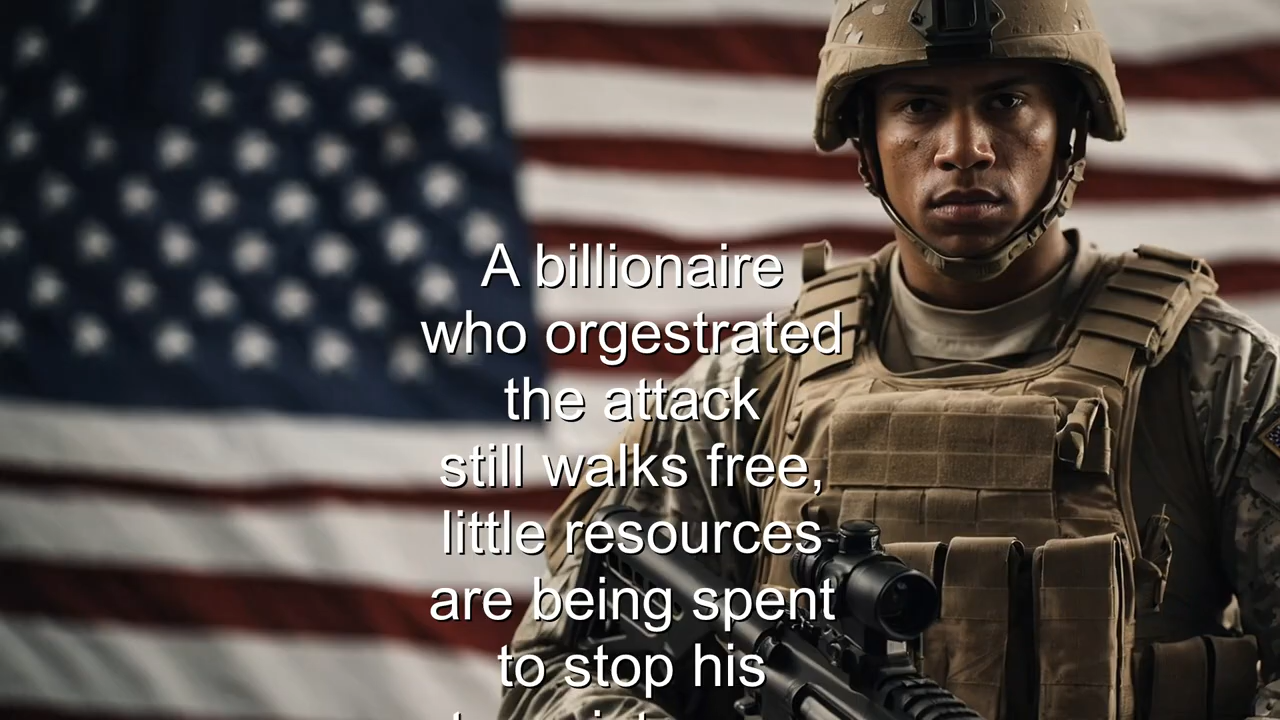 A billionaire
who orgestrated
the attack
still walks free,
little resources
are being spent
to stop his